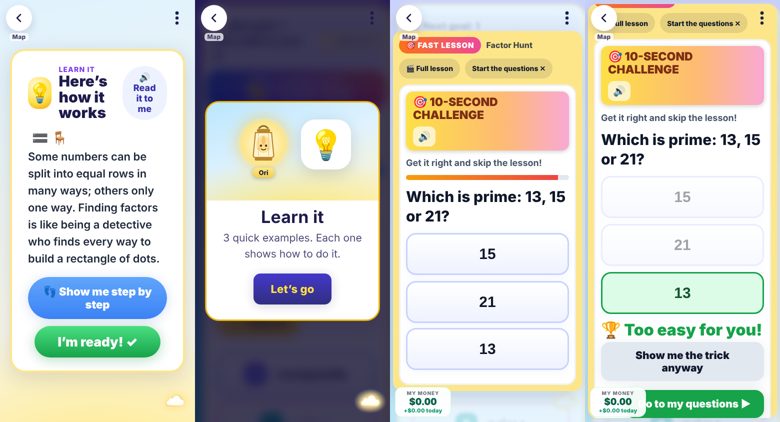 Map
LEARN IT
Here's
how it
works
Read
it to
me
Some numbers can be
split into equal rows in
many ways; others only
one way. Finding factors
is like being a detective
who finds every way to
build a rectangle of dots.
Show me step by
step
I'm ready! ✓
Map
Ori
Learn it
3 quick examples. Each one
shows how to do it.
Let's go
Map
FAST LESSON
Factor Hunt
Full lesson
Start the questions ×
10-SECOND
CHALLENGE
Get it right and skip the lesson!
Which is prime: 13, 15
or 21?
15
21
13
MY MONEY
$0.00
+$0.00 today
Map
ull lesson
Start the questions ×
10-SECOND
CHALLENGE
Get it right and skip the lesson!
Which is prime: 13, 15
or 21?
15
21
13
Too easy for you!
Show me the trick
anyway
o to my questions ▶
MY MONEY
$0.00
+$0.00 today